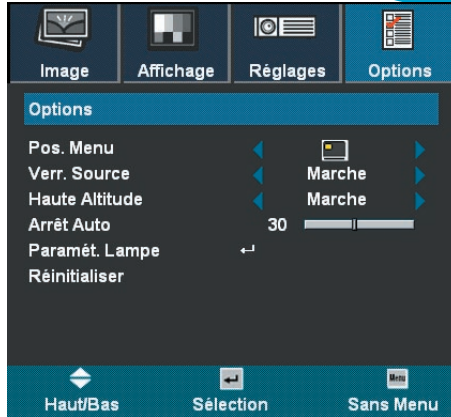 Image Affichage Réglages Options
Options
Pos. Menu
Verr. Source Marche
Haute Altitude Marche
Arrêt Auto 30
Paramét. Lampe
Réinitialiser
Menu
Haut/Bas Sélection Sans Menu